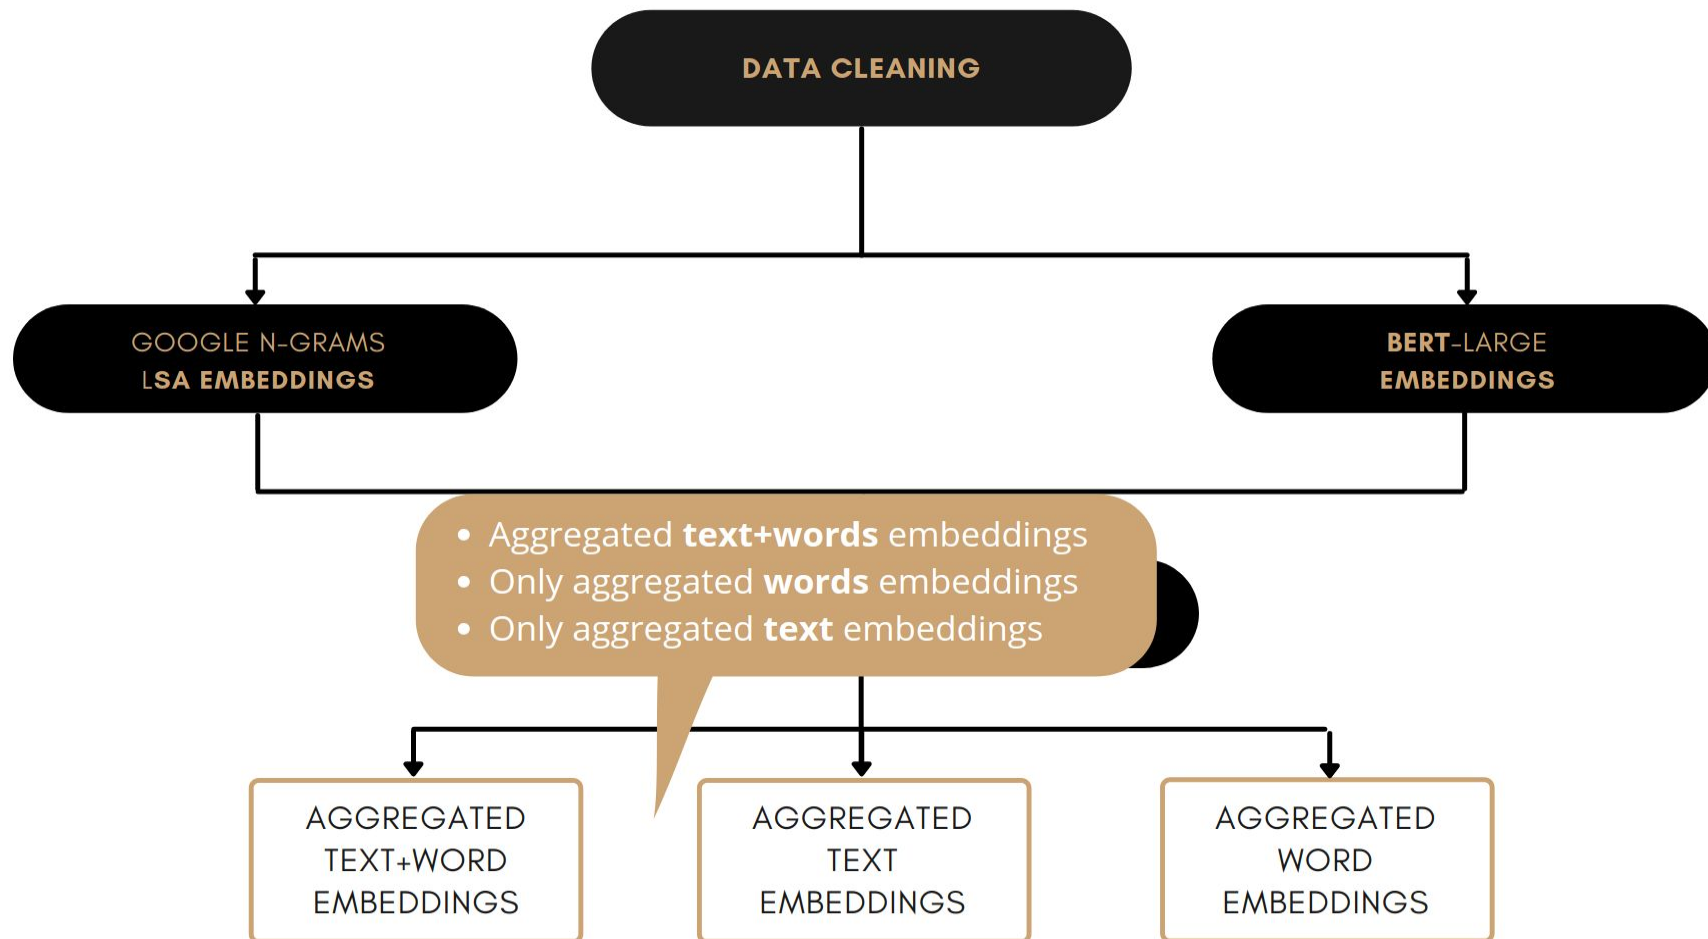 DATA CLEANING
GOOGLE N-GRAMS
LSA EMBEDDINGS
BERT-LARGE
EMBEDDINGS
• Aggregated text+words embeddings
• Only aggregated words embeddings
• Only aggregated text embeddings
AGGREGATED
TEXT+WORD
EMBEDDINGS
AGGREGATED
TEXT
EMBEDDINGS
AGGREGATED
WORD
EMBEDDINGS